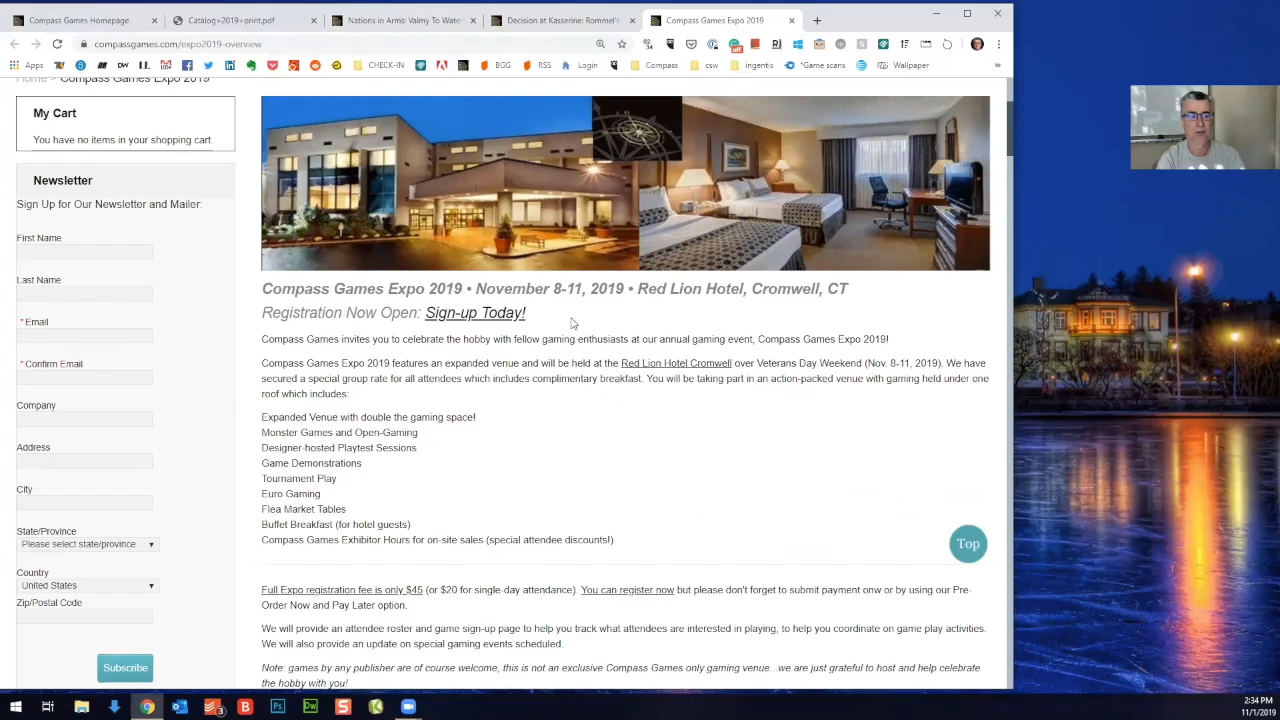 Compass Games Homepage
Catalog+2019+print.pdf
Nations in Arms: Valmy To Water
Decision at Kasserine: Rommel's
Compass Games Expo 2019
compassgames.com/expo2019-overview
Apps
CHECK-IN
BGG
RSS
Login
Compass
csw
ingentis
*Game scans
Wallpaper
»
Home > Compass Games Expo 2019
My Cart
You have no items in your shopping cart.
Newsletter
Sign Up for Our Newsletter and Mailer:
First Name
Last Name
* Email
* Confirm Email
Company
Address
City
State/Province
Please select state/province
Country
United States
Zip/Postal Code
Subscribe
Compass Games Expo 2019 • November 8-11, 2019 • Red Lion Hotel, Cromwell, CT
Registration Now Open: Sign-up Today!
Compass Games invites you to celebrate the hobby with fellow gaming enthusiasts at our annual gaming event, Compass Games Expo 2019!
Compass Games Expo 2019 features an expanded venue and will be held at the Red Lion Hotel Cromwell over Veterans Day Weekend (Nov. 8-11, 2019). We have
secured a special group rate for all attendees which includes complimentary breakfast. You will be taking part in an action-packed venue with gaming held under one
roof which includes:
Expanded Venue with double the gaming space!
Monster Games and Open-Gaming
Designer-hosted Playtest Sessions
Game Demonstrations
Tournament Play
Euro Gaming
Flea Market Tables
Buffet Breakfast (for hotel guests)
Compass Games Exhibitor Hours for on-site sales (special attendee discounts!)
Top
Full Expo registration fee is only $45 (or $20 for single-day attendance). You can register now but please don't forget to submit payment onw or by using our Pre-
Order Now and Pay Later option.
We will provide an attendee roster and game sign-up page to help you track what attendees are interested in playing, to help you coordinate on game play activities.
We will also provide an update on special gaming events scheduled.
Note: games by any publisher are of course welcome, this is not an exclusive Compass Games only gaming venue...we are just grateful to host and help celebrate
the hobby with you!
2:34 PM
11/1/2019